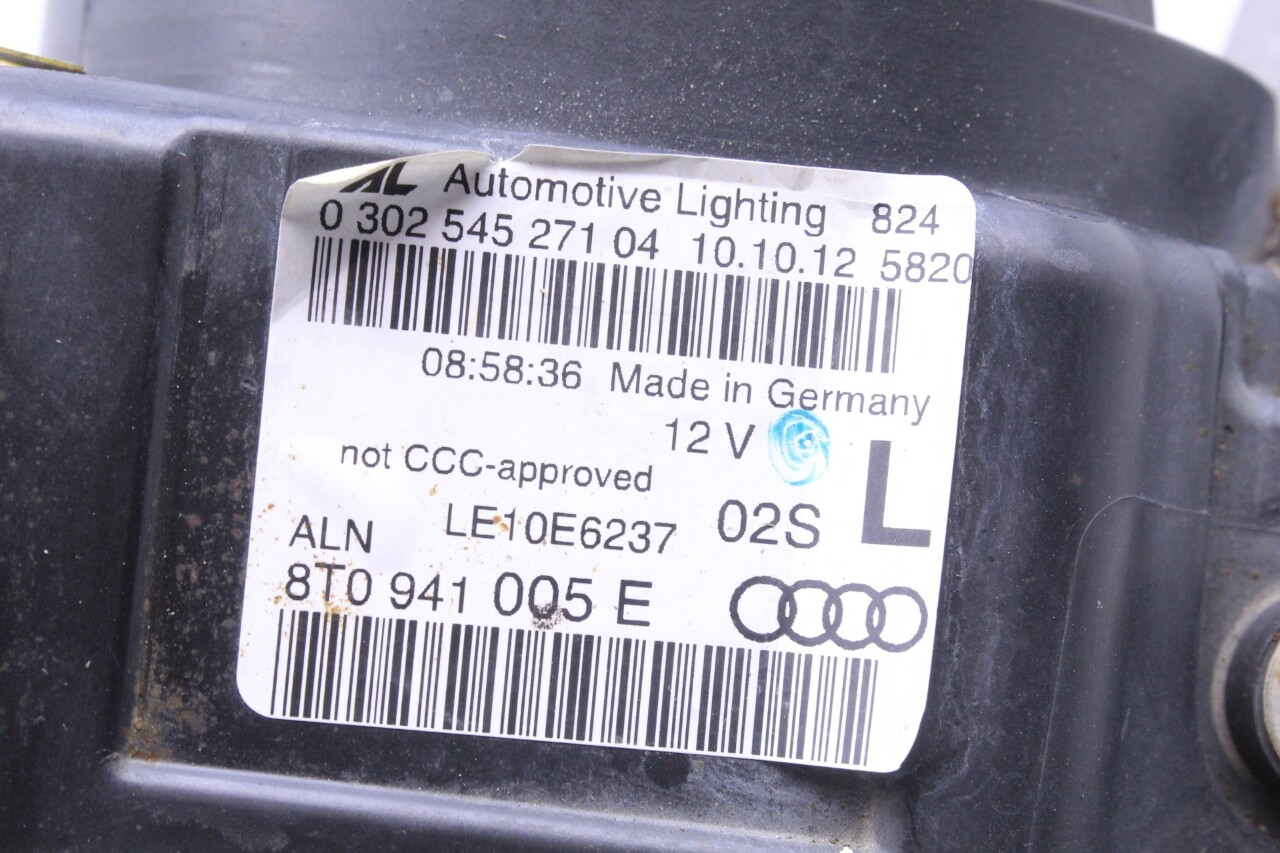 AL Automotive Lighting 824
0 302 545 271 04 10.10.12 5820
08:58:36 Made in Germany
12 V
not CCC-approved
L
ALN LE10E6237 02S
8T0 941 005 E